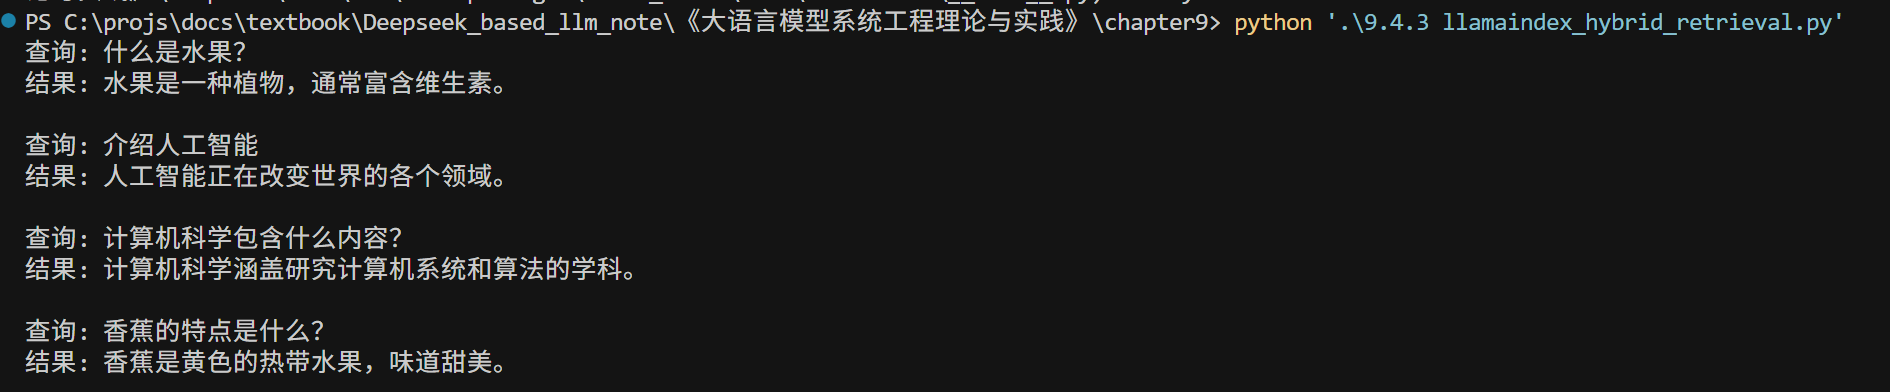 PS C:\projs\docs\textbook\Deepseek_based_llm_note\《大语言模型系统工程理论与实践》\chapter9> python '.\9.4.3 llamaindex_hybrid_retrieval.py'
查询: 什么是水果?
结果: 水果是一种植物，通常富含维生素。
查询: 介绍人工智能
结果: 人工智能正在改变世界的各个领域。
查询: 计算机科学包含什么内容?
结果: 计算机科学涵盖研究计算机系统和算法的学科。
查询: 香蕉的特点是什么?
结果: 香蕉是黄色的热带水果，味道甜美。